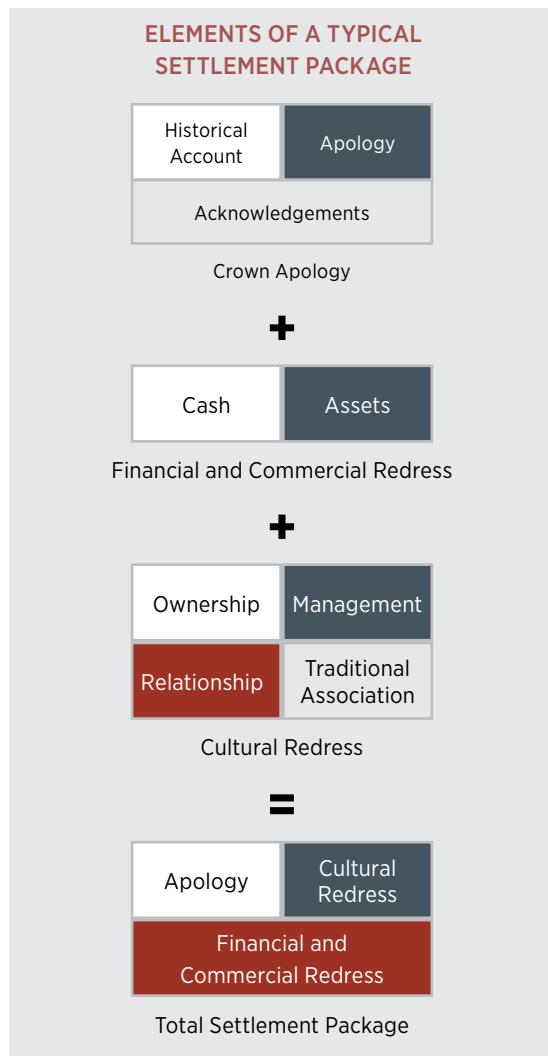 ELEMENTS OF A TYPICAL
SETTLEMENT PACKAGE
Historical
Account
Apology
Acknowledgements
Crown Apology
+
Cash
Assets
Financial and Commercial Redress
+
Ownership
Management
Relationship
Traditional
Association
Cultural Redress
=
Apology
Cultural
Redress
Financial and
Commercial Redress
Total Settlement Package